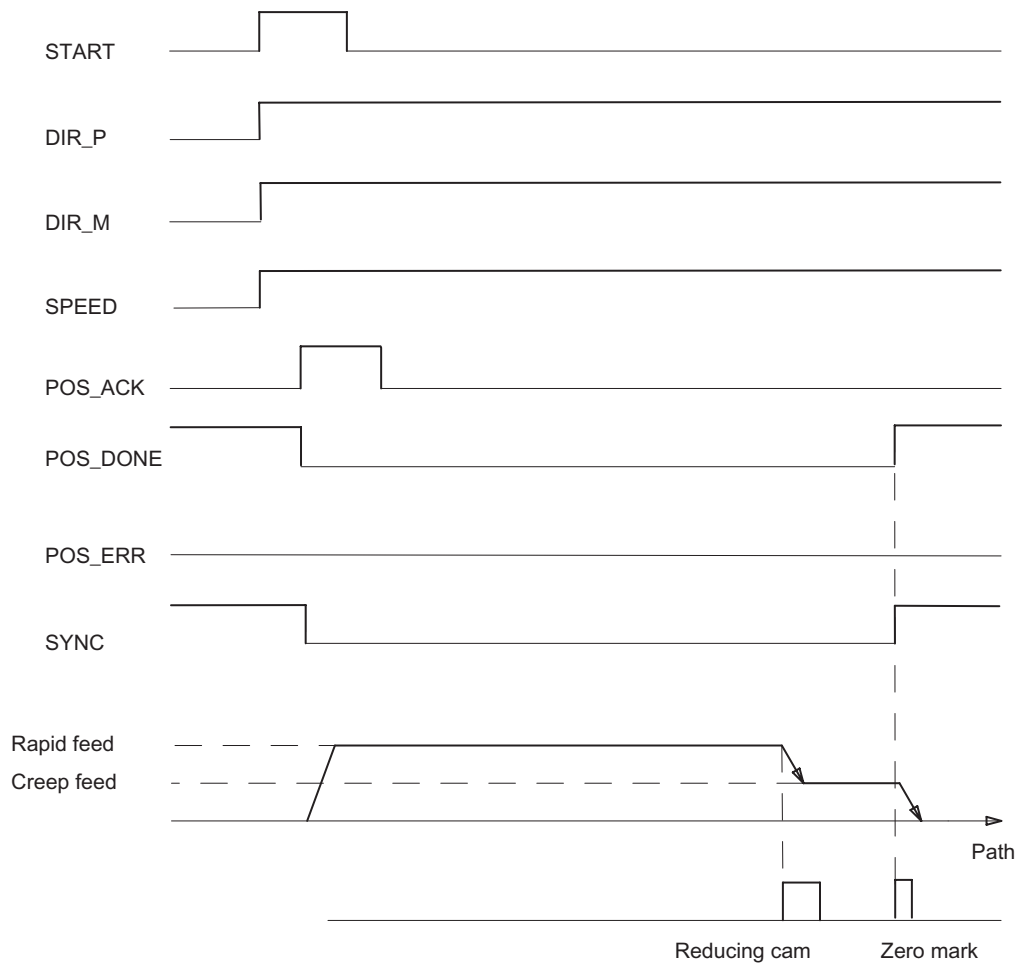 START
DIR_P
DIR_M
SPEED
POS_ACK
POS_DONE
POS_ERR
SYNC
Rapid feed
Creep feed
Path
Reducing cam
Zero mark